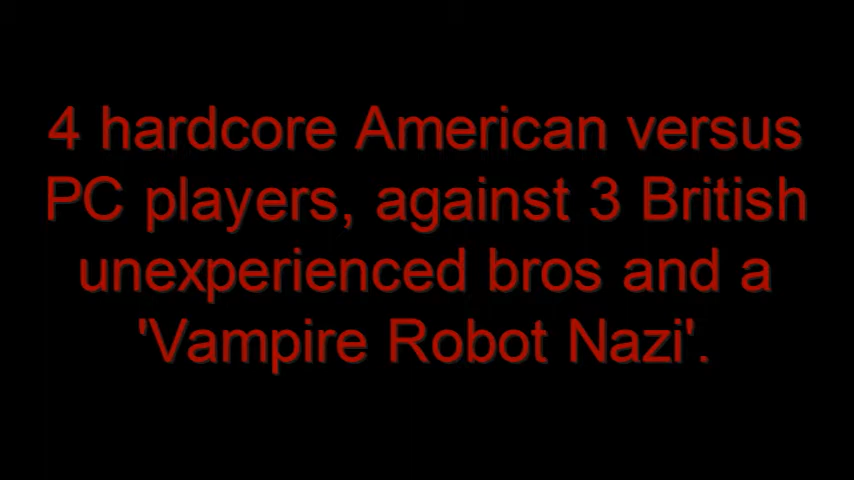 4 hardcore American versus
PC players, against 3 British
unexperienced bros and a
'Vampire Robot Nazi'.